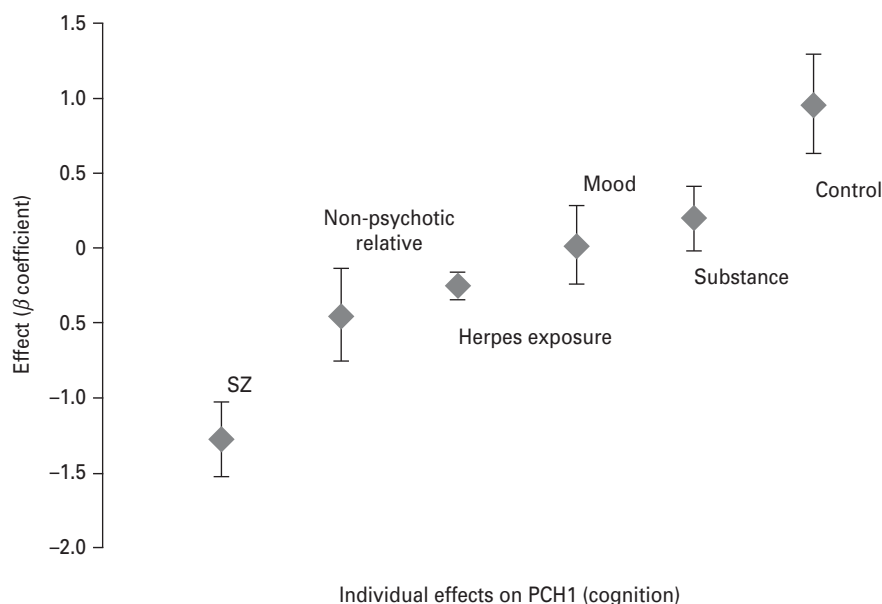 1.5
1.0
0.5
0
0.5
−1.0
−1.5
−2.0
Effect (β coefficient)
SZ
Non-psychotic
relative
Herpes exposure
Mood
Substance
Control
Individual effects on PCH1 (cognition)